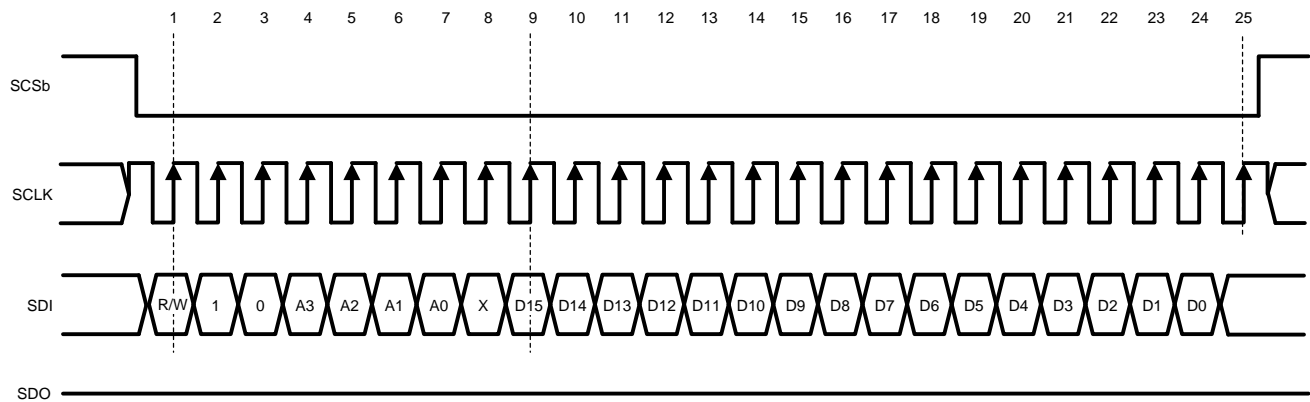 1 2 3 4 5 6 7 8 9 10 11 12 13 14 15 16 17 18 19 20 21 22 23 24 25
SCSb
SCLK
SDI R/W 1 0 A3 A2 A1 A0 X D15 D14 D13 D12 D11 D10 D9 D8 D7 D6 D5 D4 D3 D2 D1 D0
SDO